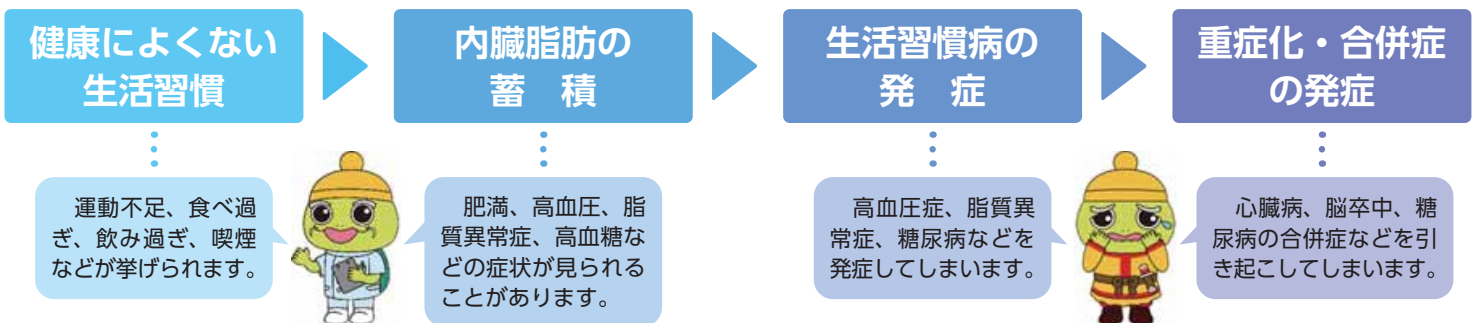 健康によくない
生活習慣
内臓脂肪の
蓄　積
生活習慣病の
発　症
重症化・合併症
の発症
運動不足、食べ過
ぎ、飲み過ぎ、喫煙
などが挙げられます。
肥満、高血圧、脂
質異常症、高血糖な
どの症状が見られる
ことがあります。
高血圧症、脂質異
常症、糖尿病などを
発症してしまいます。
心臓病、脳卒中、糖
尿病の合併症などを引
き起こしてしまいます。